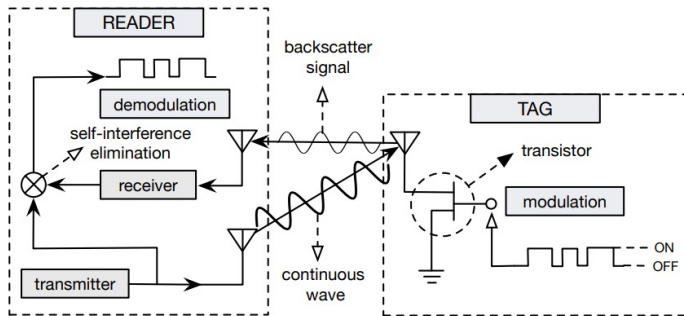 READER
demodulation
self-interference
elimination
receiver
transmitter
backscatter
signal
continuous
wave
TAG
transistor
modulation
ON
OFF